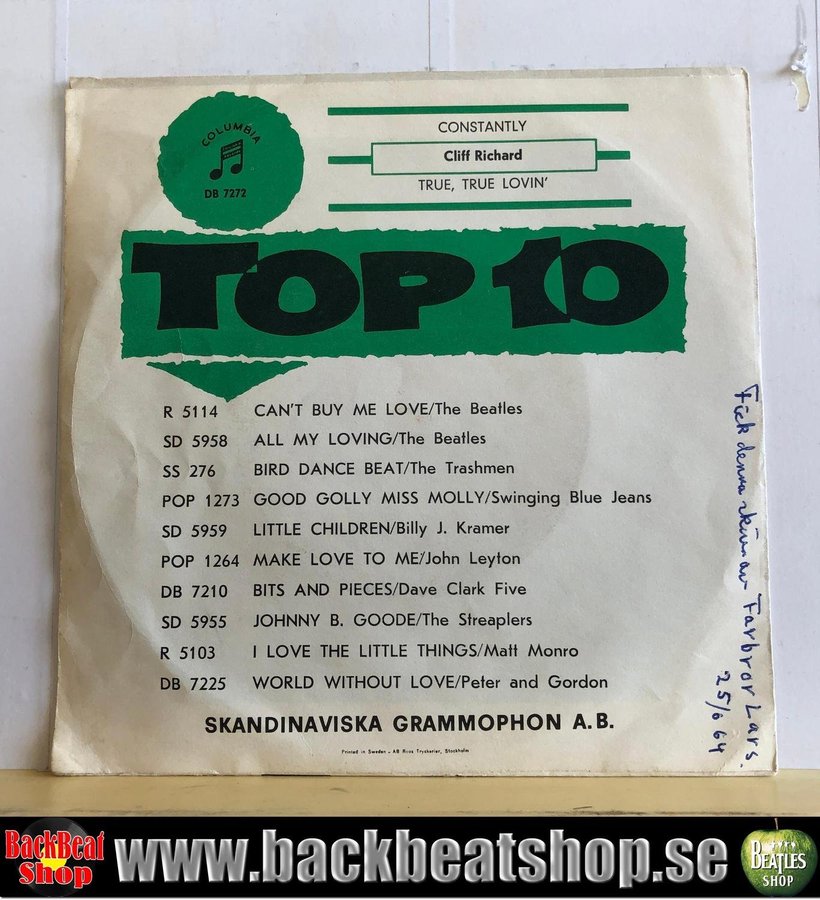 COLUMBIA
DB 7272
CONSTANTLY
Cliff Richard
TRUE, TRUE LOVIN'
TOP 10
R 5114 CAN'T BUY ME LOVE/The Beatles
SD 5958 ALL MY LOVING/The Beatles
SS 276 BIRD DANCE BEAT/The Trashmen
POP 1273 GOOD GOLLY MISS MOLLY/Swinging Blue Jeans
SD 5959 LITTLE CHILDREN/Billy J. Kramer
POP 1264 MAKE LOVE TO ME/John Leyton
DB 7210 BITS AND PIECES/Dave Clark Five
SD 5955 JOHNNY B. GOODE/The Streaplers
R 5103 I LOVE THE LITTLE THINGS/Matt Monro
DB 7225 WORLD WITHOUT LOVE/Peter and Gordon
SKANDINAVISKA GRAMMOPHON A.B.
Printed in Sweden - AB Ricos Tryckerier, Stockholm
Fick denna skivan av Farbror Lars.
25/6 64
BackBeat
Shop
www.backbeatshop.se
BEATLES
SHOP